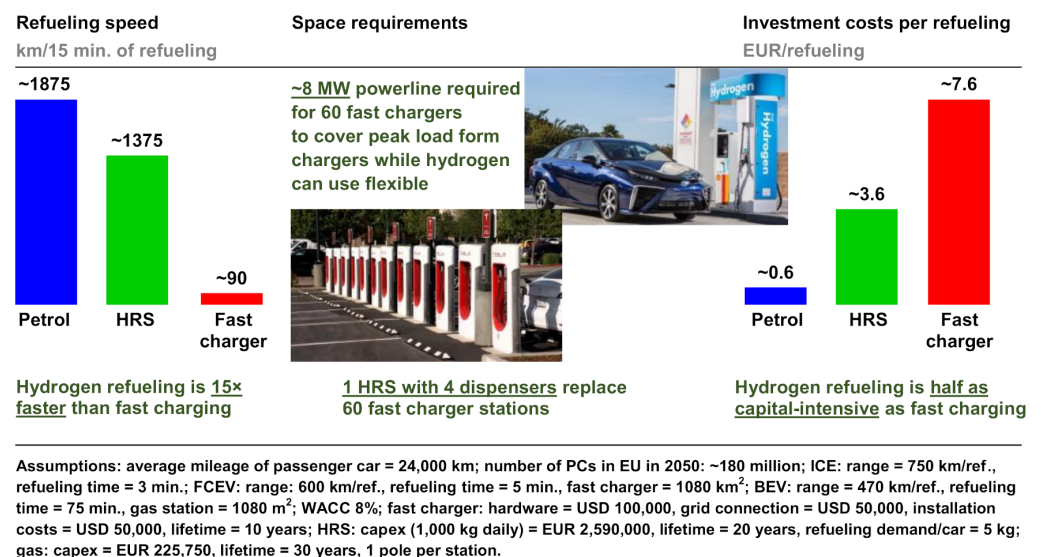 Refueling speed
km/15 min. of refueling
~1875
~1375
~90
Petrol
HRS
Fast
charger
Hydrogen refueling is 15×
faster than fast charging
Space requirements
~8 MW powerline required
for 60 fast chargers
to cover peak load form
chargers while hydrogen
can use flexible
Hydrogen
Hydrogen
1 HRS with 4 dispensers replace
60 fast charger stations
Investment costs per refueling
EUR/refueling
~0.6
~3.6
~7.6
Petrol
HRS
Fast
charger
Hydrogen refueling is half as
capital-intensive as fast charging
Assumptions: average mileage of passenger car = 24,000 km; number of PCs in EU in 2050: ~180 million; ICE: range = 750 km/ref.,
refueling time = 3 min.; FCEV: range: 600 km/ref., refueling time = 5 min., fast charger = 1080 km²; BEV: range = 470 km/ref., refueling
time = 75 min., gas station = 1080 m²; WACC 8%; fast charger: hardware = USD 100,000, grid connection = USD 50,000, installation
costs = USD 50,000, lifetime = 10 years; HRS: capex (1,000 kg daily) = EUR 2,590,000, lifetime = 20 years, refueling demand/car = 5 kg;
gas: capex = EUR 225,750, lifetime = 30 years, 1 pole per station.